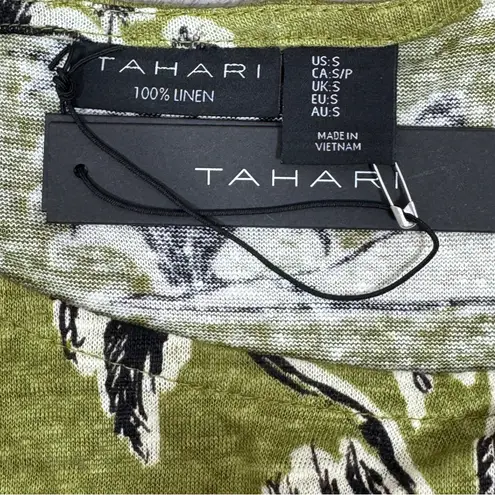 TAHARI
100% LINEN
US:S
CA:S/P
UK:S
EU:S
AU:S
MADE IN
VIETNAM
TAHARI